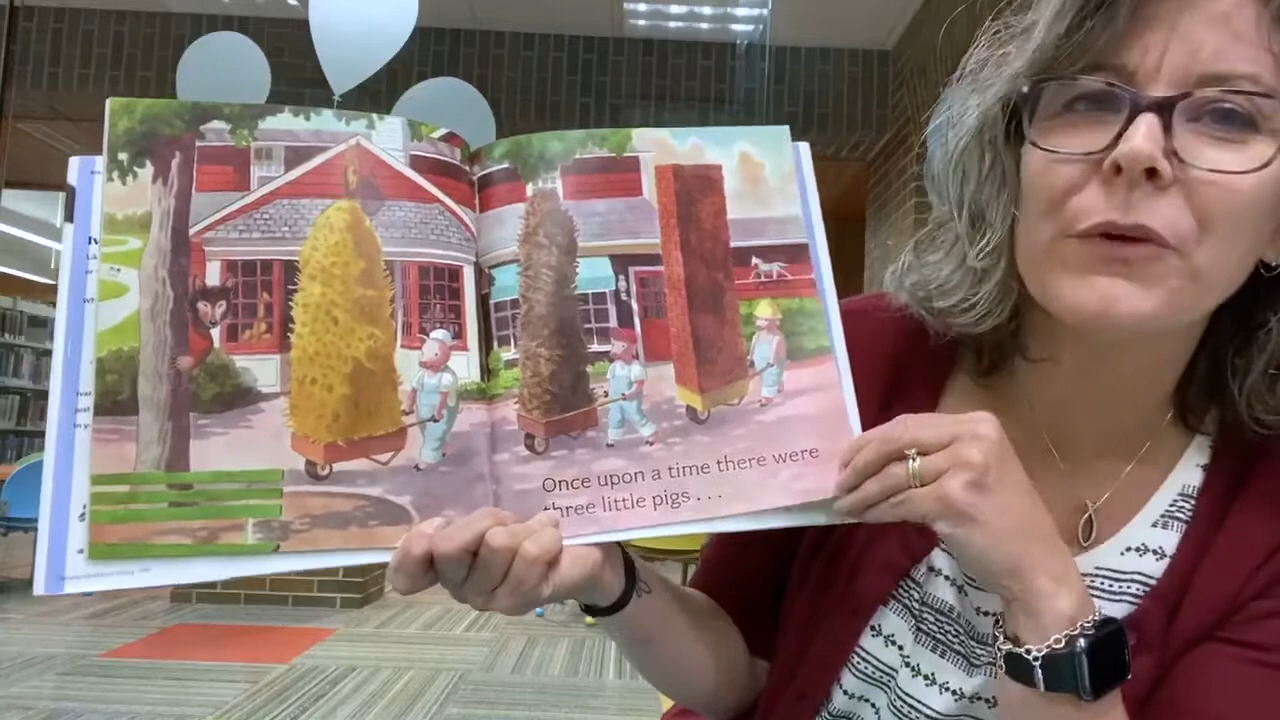 Once upon a time there were
three little pigs . . .